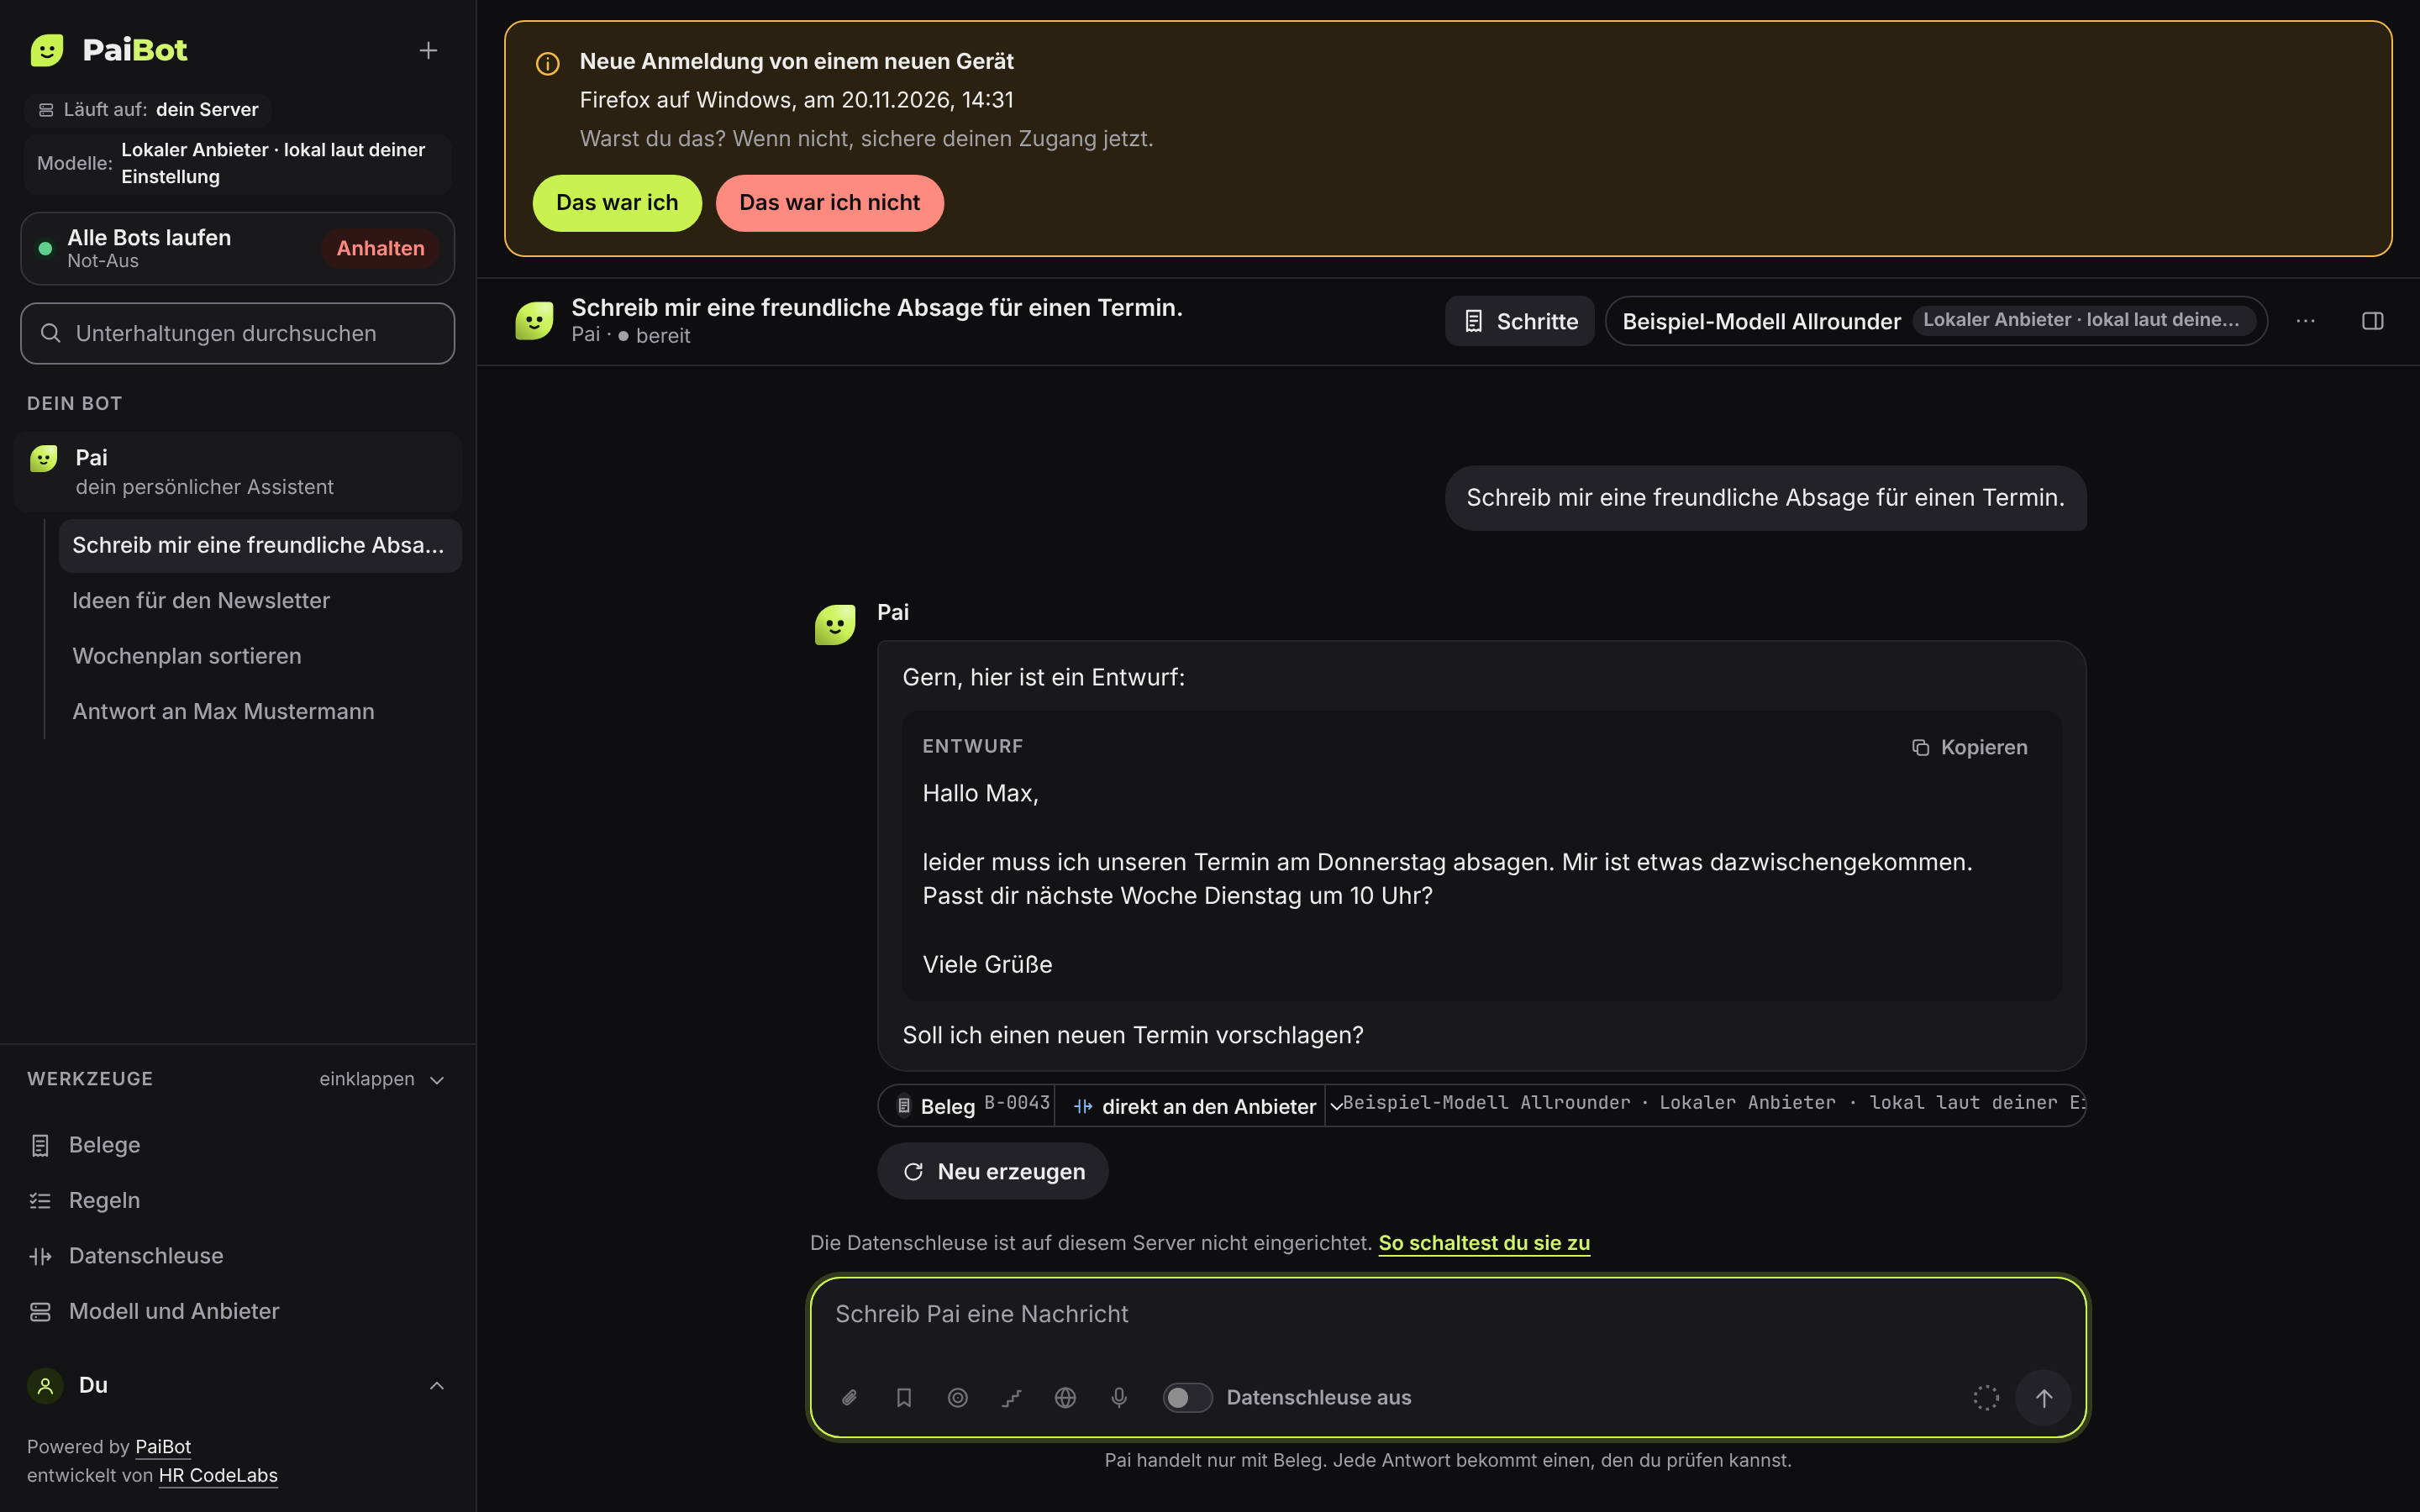 PaiBot
Läuft auf: dein Server
Modelle: Lokaler Anbieter · lokal laut deiner
Einstellung
Alle Bots laufen
Not-Aus
Anhalten
Unterhaltungen durchsuchen
DEIN BOT
Pai
dein persönlicher Assistent
Schreib mir eine freundliche Absa...
Ideen für den Newsletter
Wochenplan sortieren
Antwort an Max Mustermann
WERKZEUGE
einklappen
Belege
Regeln
Datenschleuse
Modell und Anbieter
Du
Powered by PaiBot
entwickelt von HR CodeLabs
Neue Anmeldung von einem neuen Gerät
Firefox auf Windows, am 20.11.2026, 14:31
Warst du das? Wenn nicht, sichere deinen Zugang jetzt.
Das war ich
Das war ich nicht
Schreib mir eine freundliche Absage für einen Termin.
Pai · bereit
Schritte
Beispiel-Modell Allrounder
Lokaler Anbieter · lokal laut deine...
Schreib mir eine freundliche Absage für einen Termin.
Pai
Gern, hier ist ein Entwurf:
ENTWURF
Kopieren
Hallo Max,
leider muss ich unseren Termin am Donnerstag absagen. Mir ist etwas dazwischengekommen.
Passt dir nächste Woche Dienstag um 10 Uhr?
Viele Grüße
Soll ich einen neuen Termin vorschlagen?
Beleg B-0043
direkt an den Anbieter
Beispiel-Modell Allrounder · Lokaler Anbieter · lokal laut deiner
Neu erzeugen
Die Datenschleuse ist auf diesem Server nicht eingerichtet. So schaltest du sie zu
Schreib Pai eine Nachricht
Datenschleuse aus
Pai handelt nur mit Beleg. Jede Antwort bekommt einen, den du prüfen kannst.